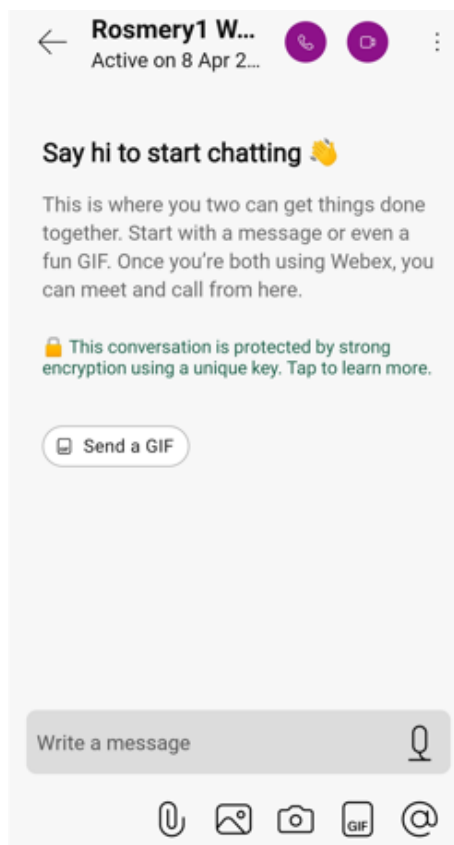 Rosmery1 W...
Active on 8 Apr 2...
Say hi to start chatting 👋
This is where you two can get things done
together. Start with a message or even a
fun GIF. Once you're both using Webex, you
can meet and call from here.
🔒 This conversation is protected by strong
encryption using a unique key. Tap to learn more.
GIF Send a GIF
Write a message
GIF @